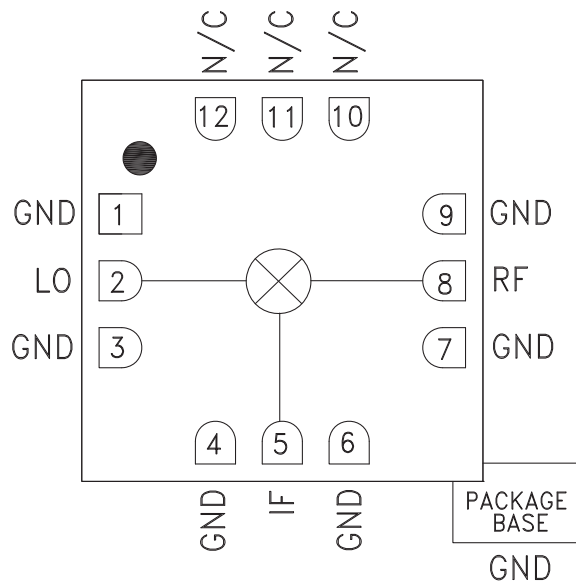 N/C N/C N/C
12 11 10
GND 1 9 GND
LO 2 8 RF
GND 3 7 GND
4 5 6
GND IF GND
PACKAGE
BASE
GND